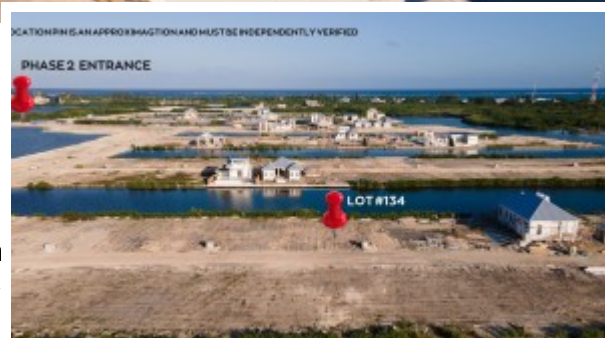 OCATION PIN IS AN APPROXIMAGTION AND MUST BE INDEPENDENTLY VERIFIED
PHASE 2 ENTRANCE
LOT #134